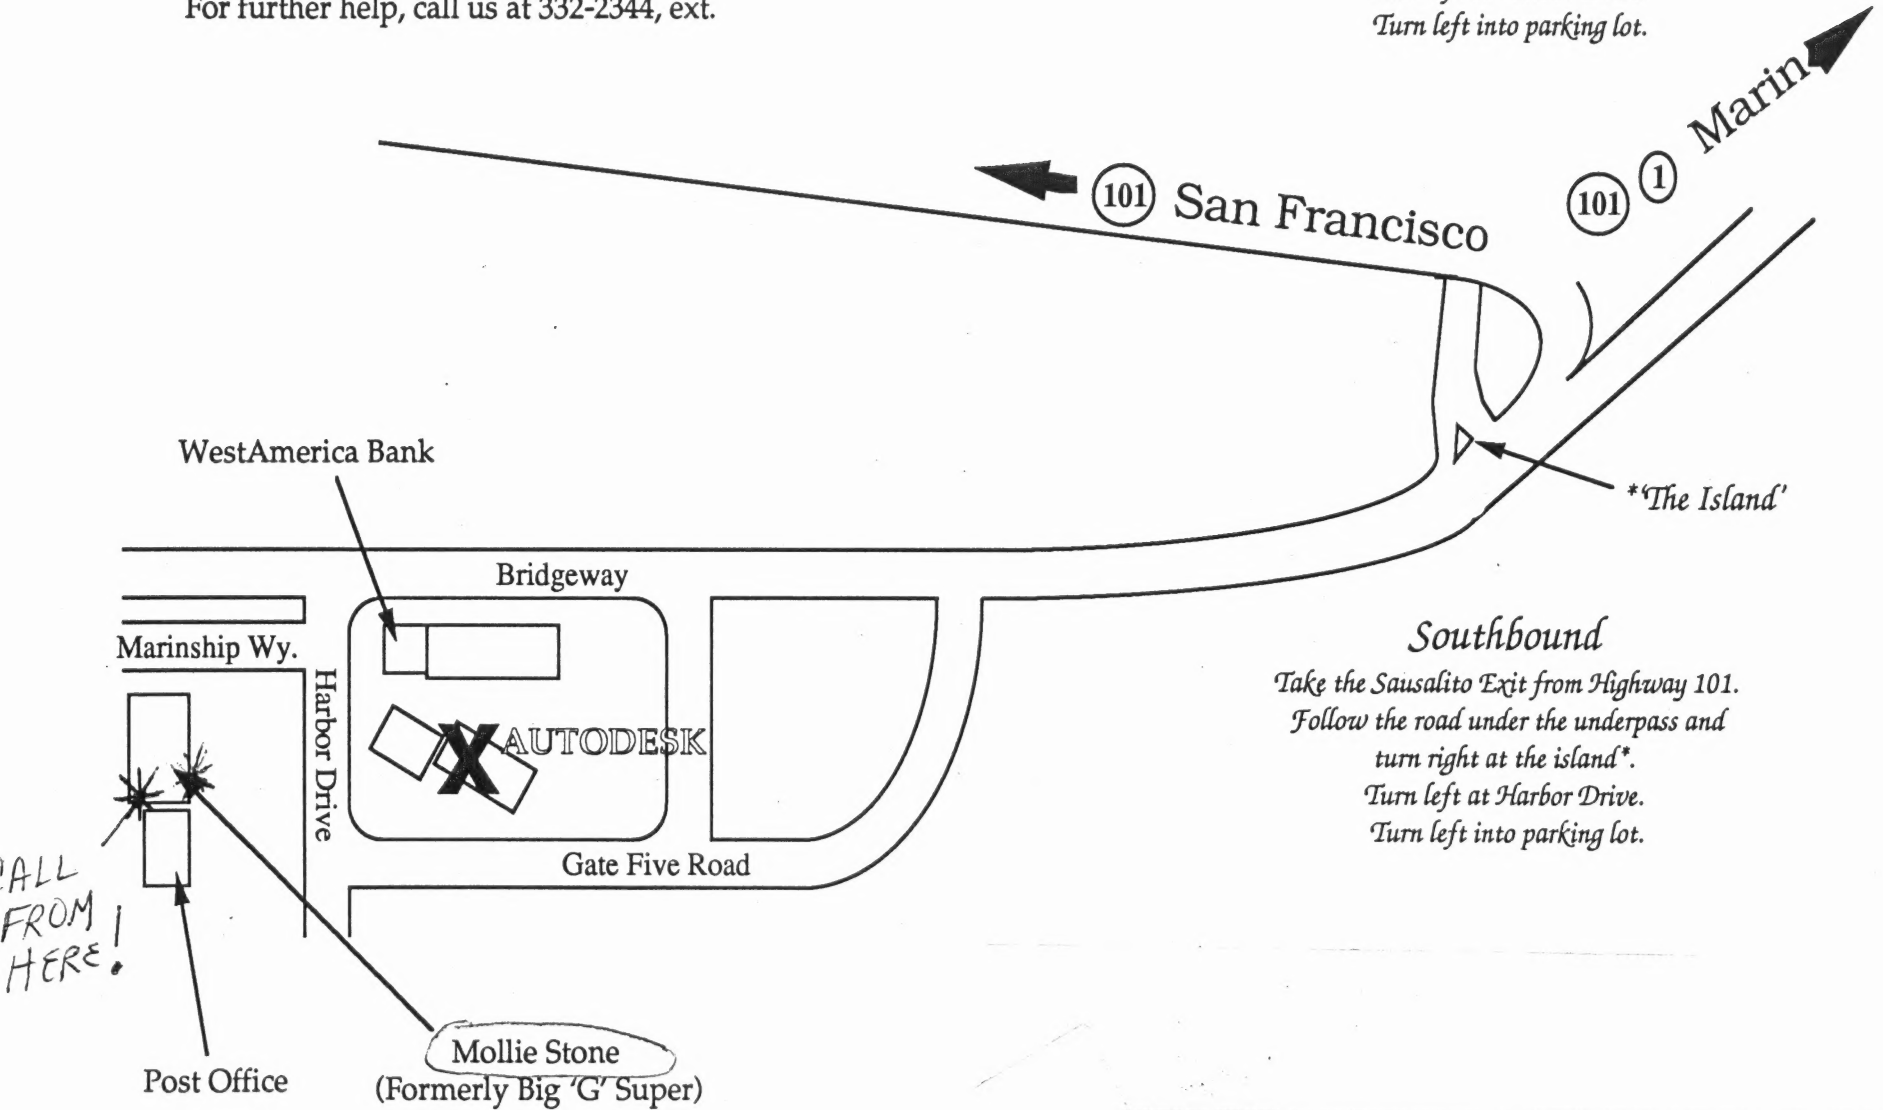 For further help, call us at 332-2344, ext.
Turn left into parking lot.
Marin
101
1
101 San Francisco
WestAmerica Bank
*'The Island'
Bridgeway
Marinship Wy.
Harbor Drive
AUTODESK
Gate Five Road
Southbound
Take the Sausalito Exit from Highway 101.
Follow the road under the underpass and
turn right at the island*.
Turn left at Harbor Drive.
Turn left into parking lot.
CALL
FROM
HERE!
Post Office
Mollie Stone
(Formerly Big 'G' Super)